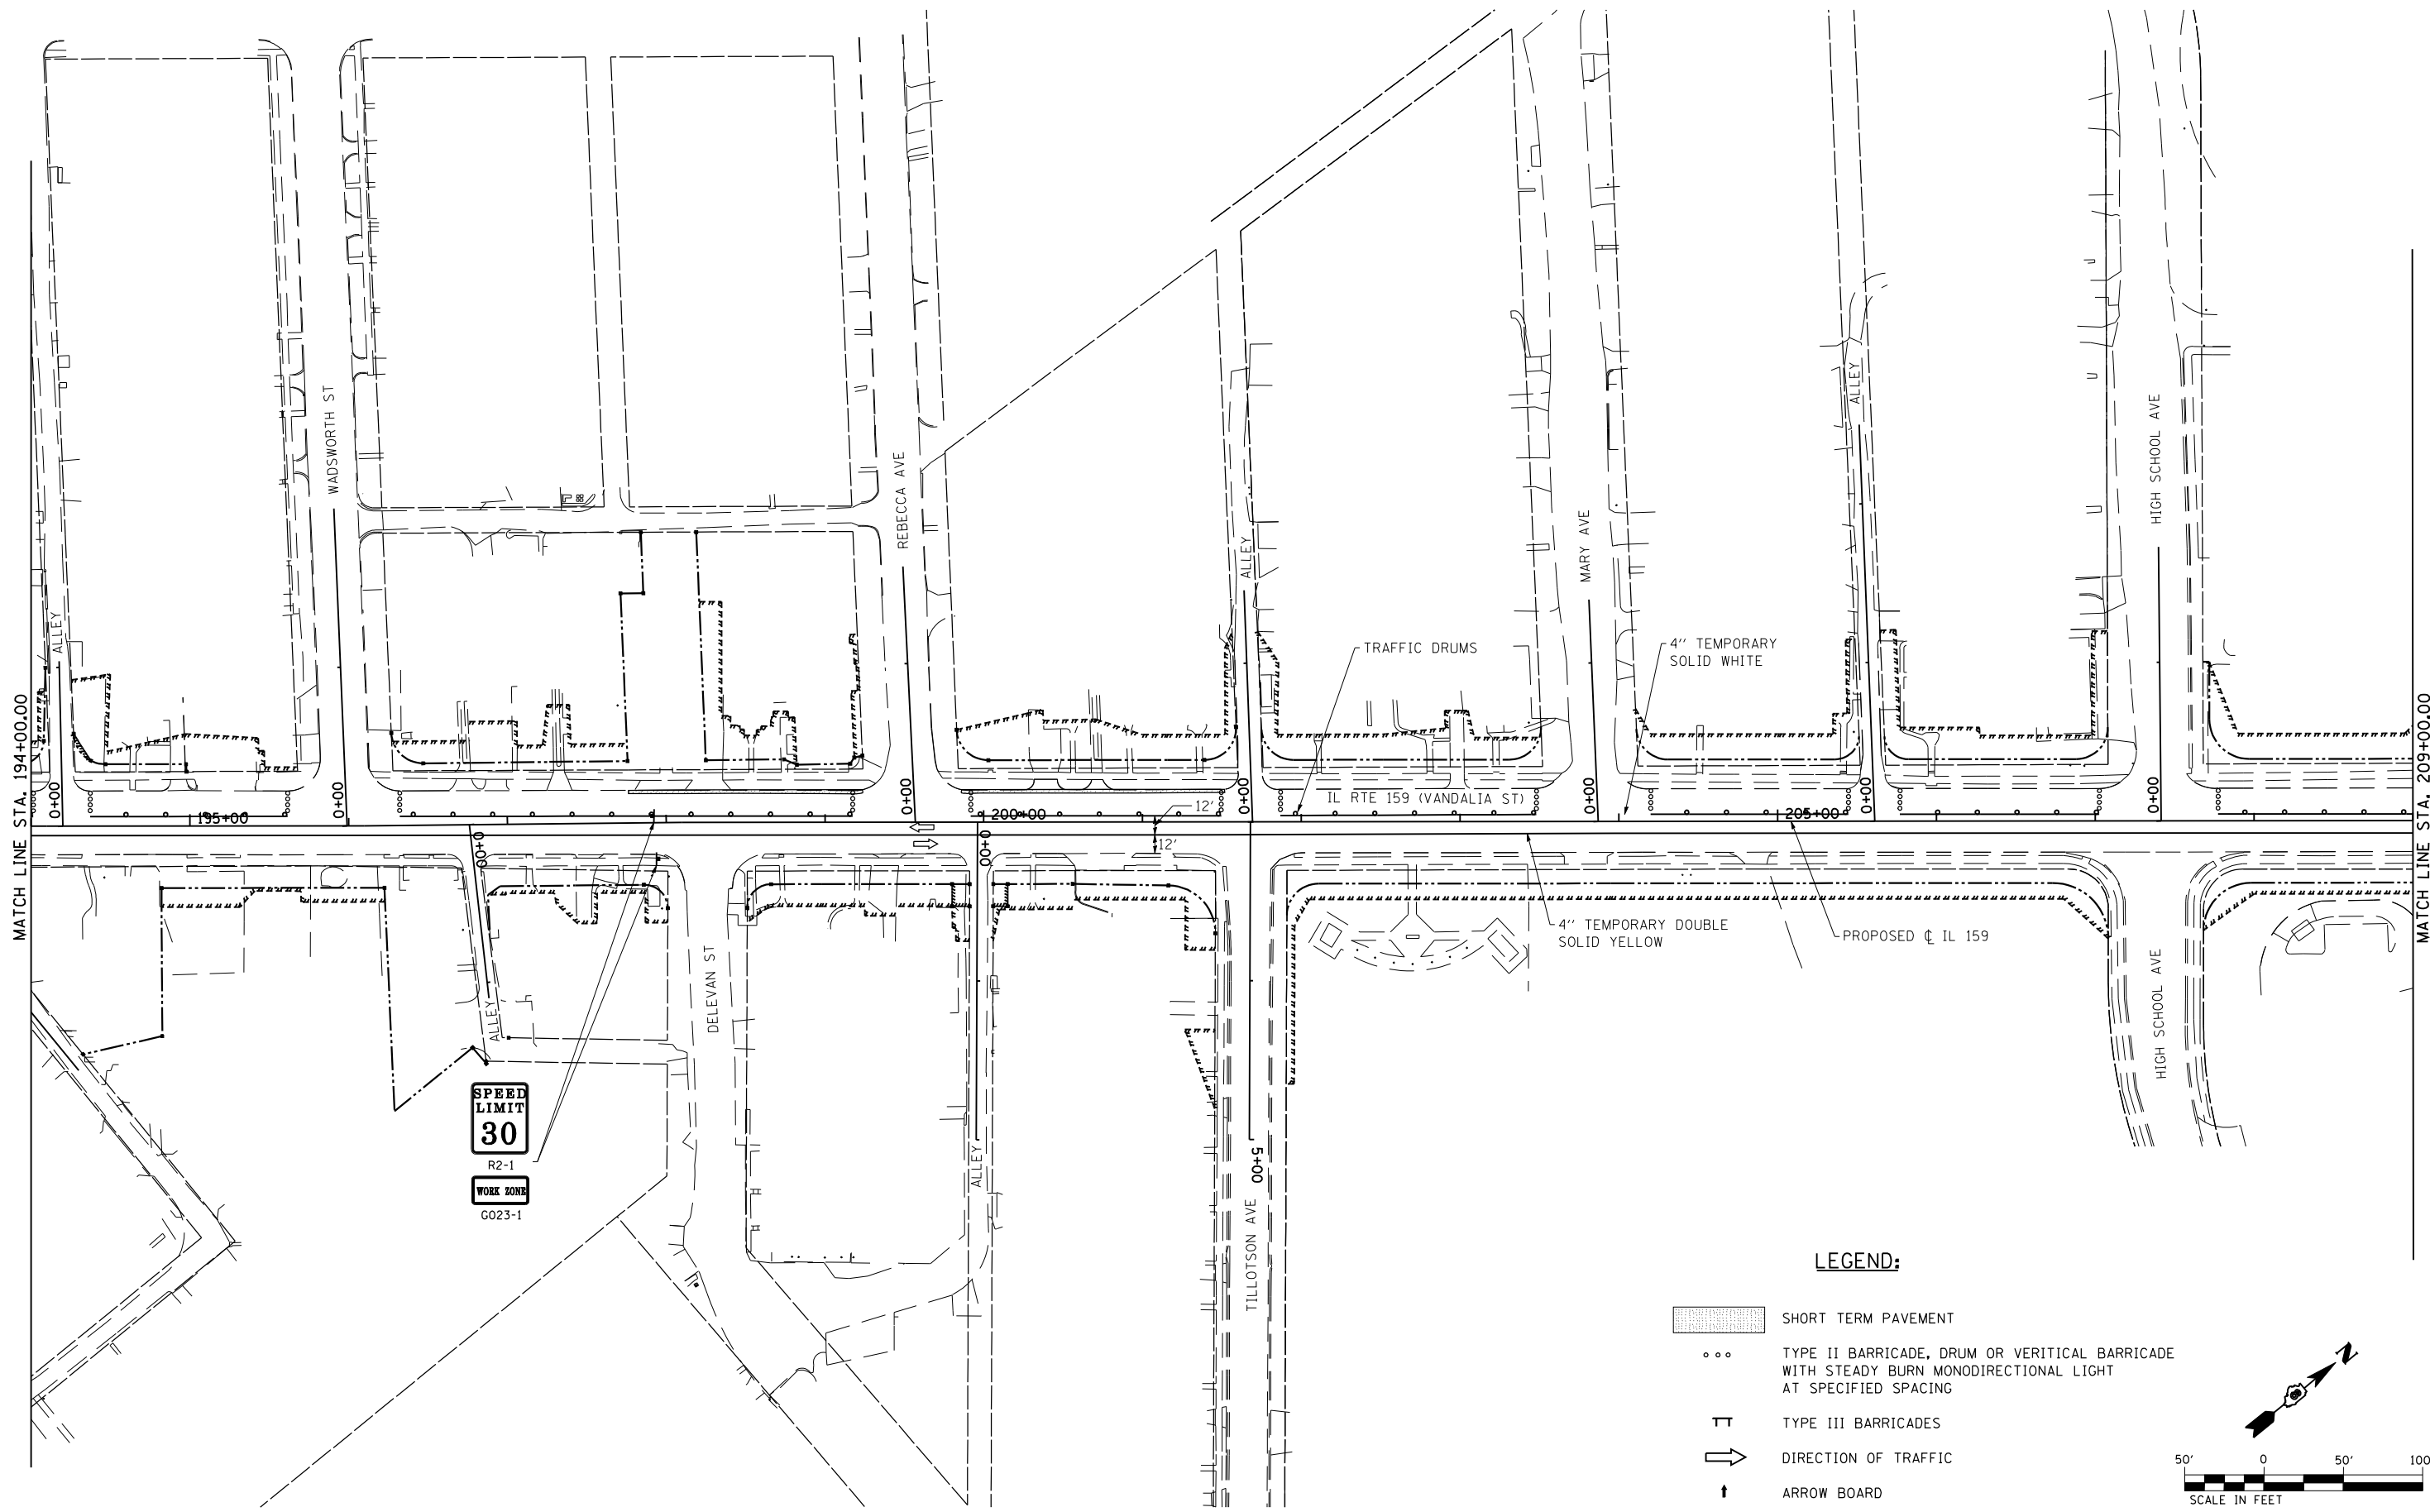 MATCH LINE STA. 194+00.00
ALLEY
0+00
WADSWORTH ST
0+00
REBECCA AVE
0+00
ALLEY
0+00
MARY AVE
0+00
ALLEY
0+00
HIGH SCHOOL AVE
0+00
TRAFFIC DRUMS
4'' TEMPORARY
SOLID WHITE
IL RTE 159 (VANDALIA ST)
195+00
200+00
205+00
12'
12'
0+00
ALLEY
DELEVAN ST
0+00
ALLEY
5+00
TILLOTSON AVE
4'' TEMPORARY DOUBLE
SOLID YELLOW
PROPOSED ℄ IL 159
HIGH SCHOOL AVE
MATCH LINE STA. 209+00.00
SPEED
LIMIT
30
R2-1
WORK ZONE
G023-1
LEGEND:
SHORT TERM PAVEMENT
TYPE II BARRICADE, DRUM OR VERITICAL BARRICADE
WITH STEADY BURN MONODIRECTIONAL LIGHT
AT SPECIFIED SPACING
TYPE III BARRICADES
DIRECTION OF TRAFFIC
ARROW BOARD
N
50' 0 50' 100
SCALE IN FEET